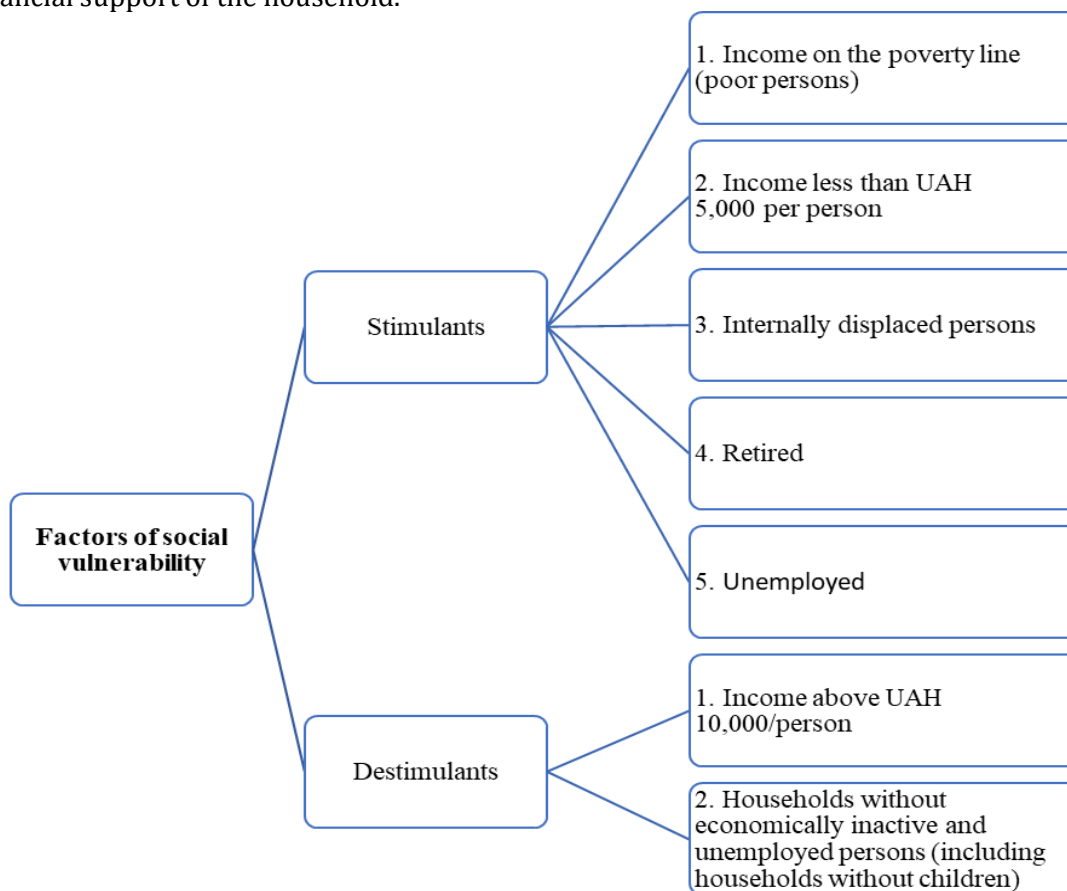 ancial support of the household.
1. Income on the poverty line
(poor persons)
2. Income less than UAH
5,000 per person
Stimulants
3. Internally displaced persons
4. Retired
Factors of social
vulnerability
5. Unemployed
1. Income above UAH
10,000/person
Destimulants
2. Households without
economically inactive and
unemployed persons (including
households without children)